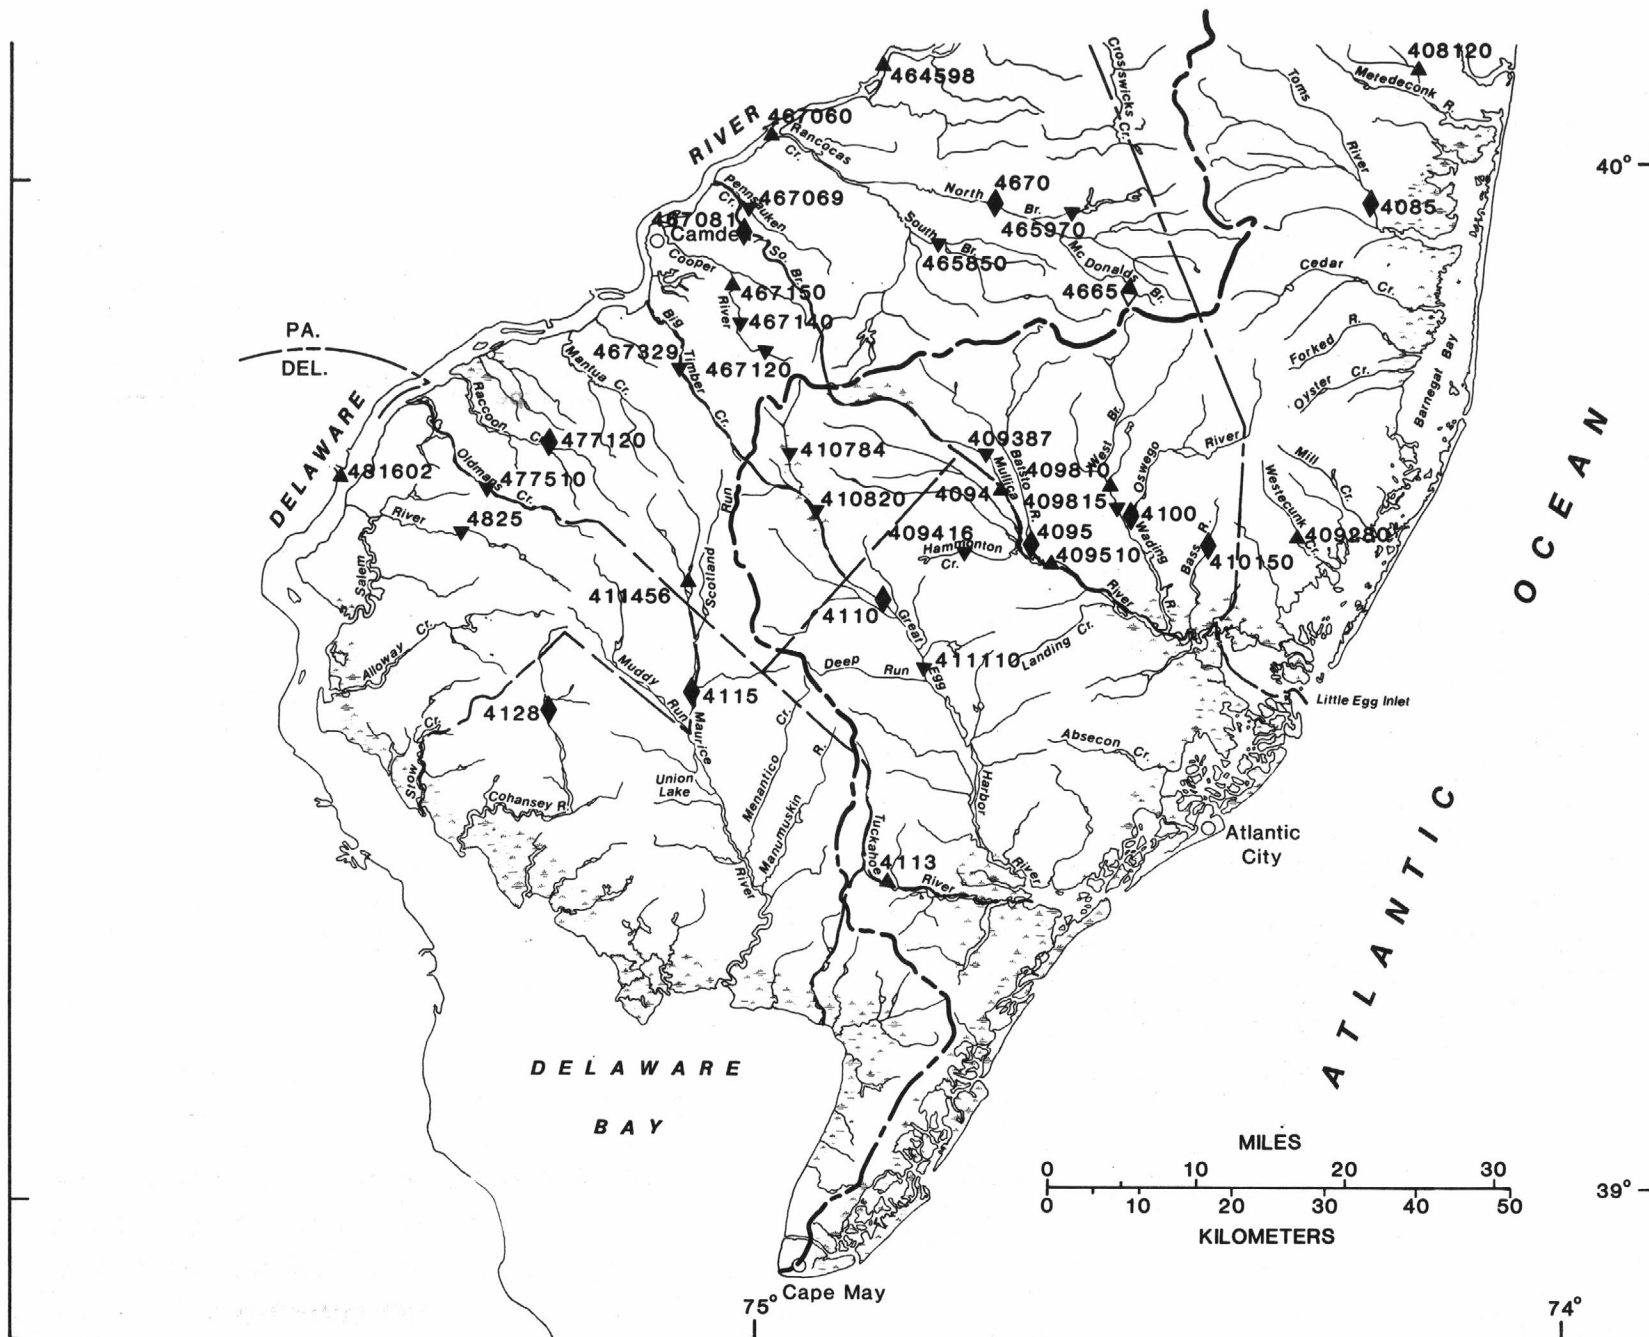 408120
464598
Crosswicks Cr.
Toms
River
Metedeconk R.
467060
RIVER
Rancocas
Cr.
40°
4670
North
Br.
465970
4085
Pennsauken
Cr.
467069
467081
Camden
So. Br.
South
Br.
465850
Mc Donalds
Br.
4665
Cedar
Cr.
Cooper
River
467150
467140
467120
Forked R.
Barnegat Bay
Oyster Cr.
PA.
DEL.
Big
Timber
Cr.
467329
Mantua Cr.
DELAWARE
Raccoon
Cr.
477120
410784
409387
Batsto
R.
Mullica
4094
West
Br.
409810
Oswego
River
Mill
Cr.
481602
Oldmans
Cr.
477510
Run
Scotland
410820
409815
4100
Wading
R.
Westecunk
Cr.
409280
River
4825
Salem
409416
Hammonton
Cr.
4095
409510
River
Bass R.
410150
OCEAN
411456
4110
Great
Egg
Harbor
River
411110
Landing Cr.
Alloway Cr.
Muddy
Run
Deep Run
4115
4128
Maurice
River
Little Egg Inlet
Stow
Cr.
Union
Lake
Menantico Cr.
Manumuskin
R.
Absecon Cr.
Cohansey R.
Tuckahoe
River
4113
Atlantic
City
ATLANTIC
DELAWARE
BAY
MILES
0 10 20 30
0 10 20 30 40 50
KILOMETERS
39°
Cape May
75°
74°